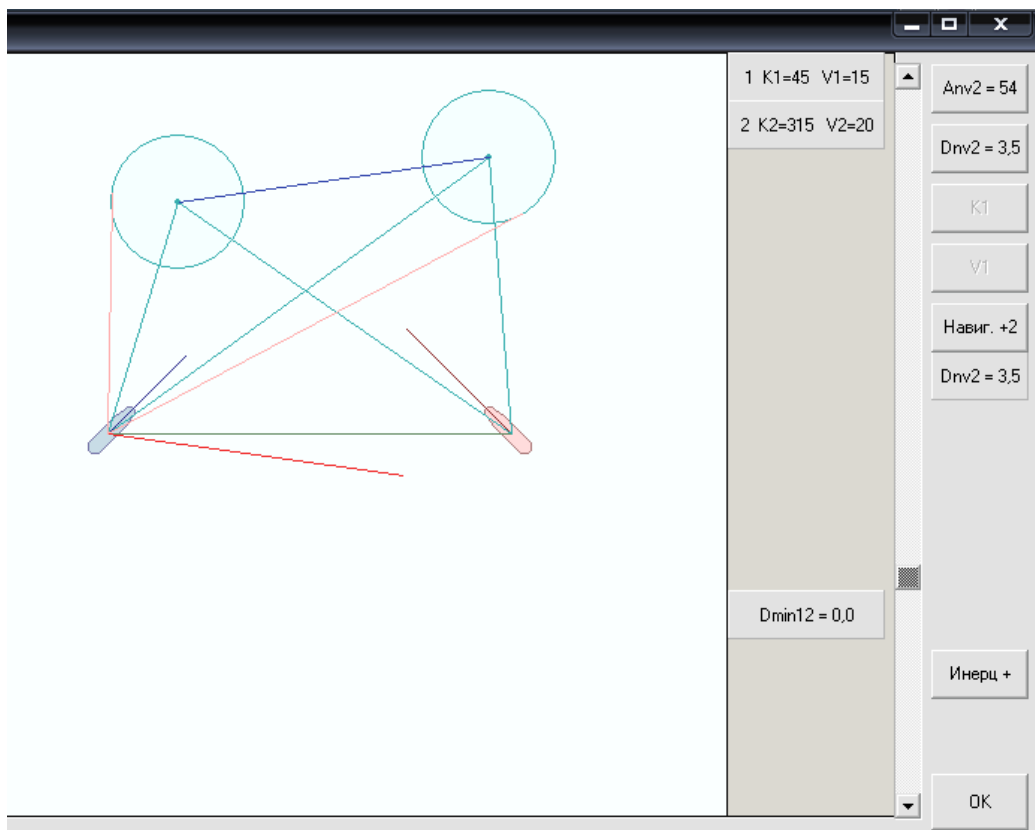 1 K1=45 V1=15
2 K2=315 V2=20
Dmin12 = 0,0
Anv2 = 54
Dnv2 = 3,5
K1
V1
Навиг. +2
Dnv2 = 3,5
Инерц +
OK